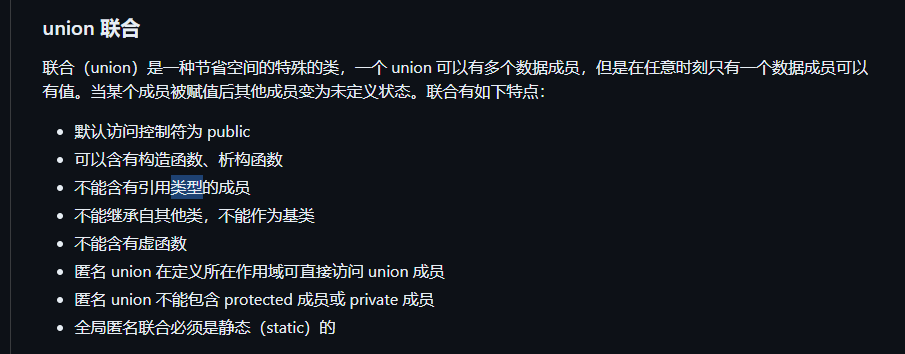 union 联合
联合（union）是一种节省空间的特殊的类，一个 union 可以有多个数据成员，但是在任意时刻只有一个数据成员可以
有值。当某个成员被赋值后其他成员变为未定义状态。联合有如下特点：
• 默认访问控制符为 public
• 可以含有构造函数、析构函数
• 不能含有引用类型的成员
• 不能继承自其他类，不能作为基类
• 不能含有虚函数
• 匿名 union 在定义所在作用域可直接访问 union 成员
• 匿名 union 不能包含 protected 成员或 private 成员
• 全局匿名联合必须是静态（static）的